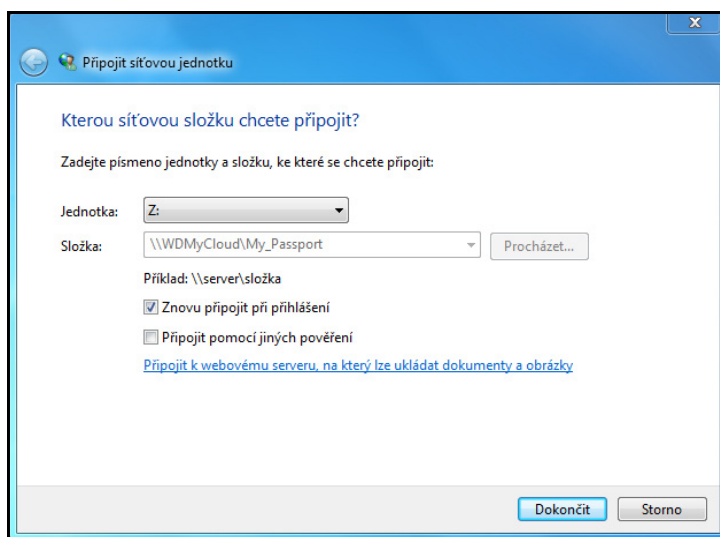 Připojit síťovou jednotku
Kterou síťovou složku chcete připojit?
Zadejte písmeno jednotky a složku, ke které se chcete připojit:
Jednotka: Z:
Složka: \\WDMyCloud\My_Passport Procházet...
Příklad: \\server\složka
Znovu připojit při přihlášení
Připojit pomocí jiných pověření
Připojit k webovému serveru, na který lze ukládat dokumenty a obrázky
Dokončit Storno